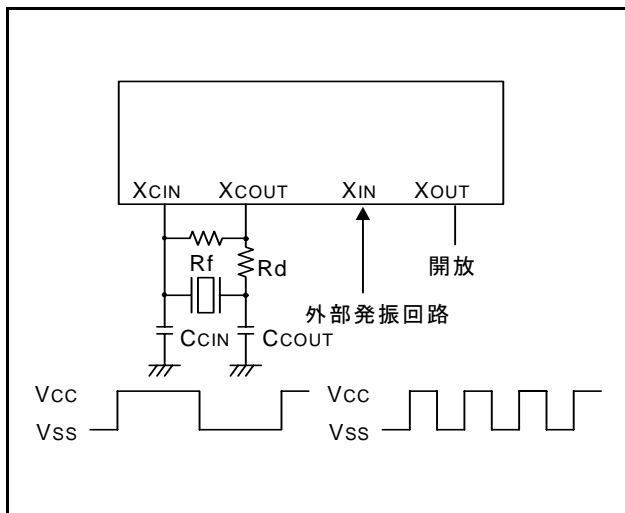 XCIN XCOUT XIN XOUT
Rf
Rd
開放
外部発振回路
CCIN
CCOUT
VCC
VSS
VCC
VSS